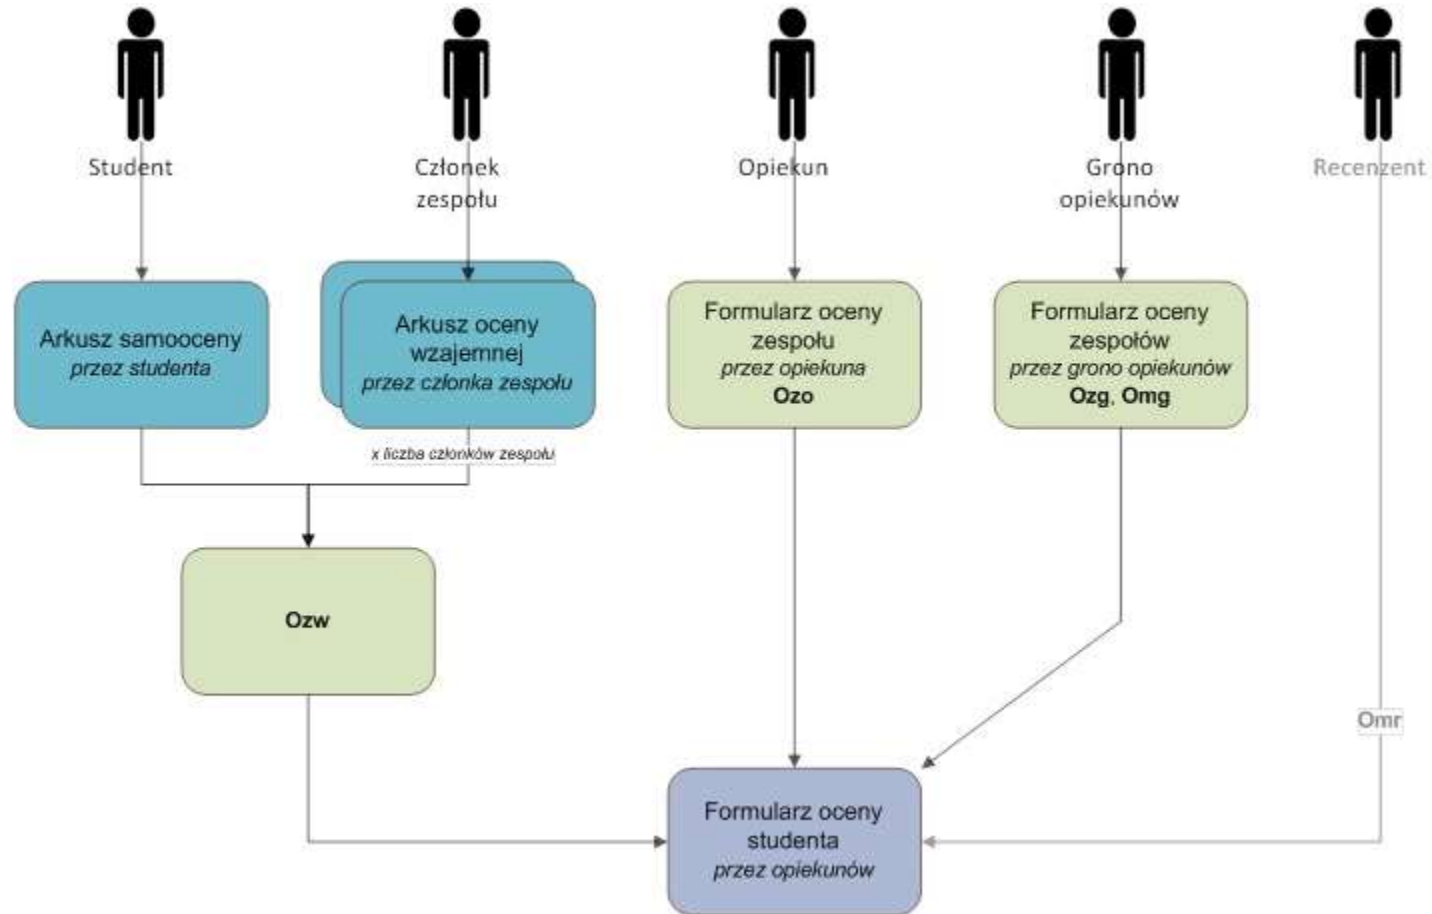 Student
Członek
zespołu
Opiekun
Grono
opiekunów
Recenzent
Arkusz samooceny
przez studenta
Arkusz oceny
wzajemnej
przez członka zespołu
x liczba członków zespołu
Formularz oceny
zespołu
przez opiekuna
Ozo
Formularz oceny
zespołów
przez grono opiekunów
Ozg, Omg
Ozw
Omr
Formularz oceny
studenta
przez opiekunów